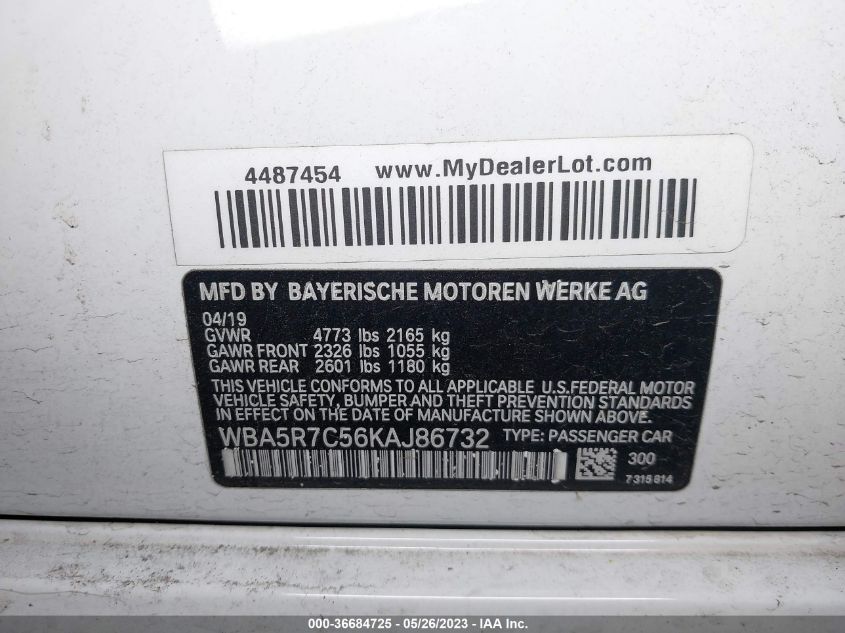 4487454 www.MyDealerLot.com
MFD BY BAYERISCHE MOTOREN WERKE AG
04/19
GVWR 4773 lbs 2165 kg
GAWR FRONT 2326 lbs 1055 kg
GAWR REAR 2601 lbs 1180 kg
THIS VEHICLE CONFORMS TO ALL APPLICABLE U.S.FEDERAL MOTOR
VEHICLE SAFETY, BUMPER AND THEFT PREVENTION STANDARDS
IN EFFECT ON THE DATE OF MANUFACTURE SHOWN ABOVE.
WBA5R7C56KAJ86732 TYPE: PASSENGER CAR
300
7315814
000-36684725 - 05/26/2023 - IAA Inc.